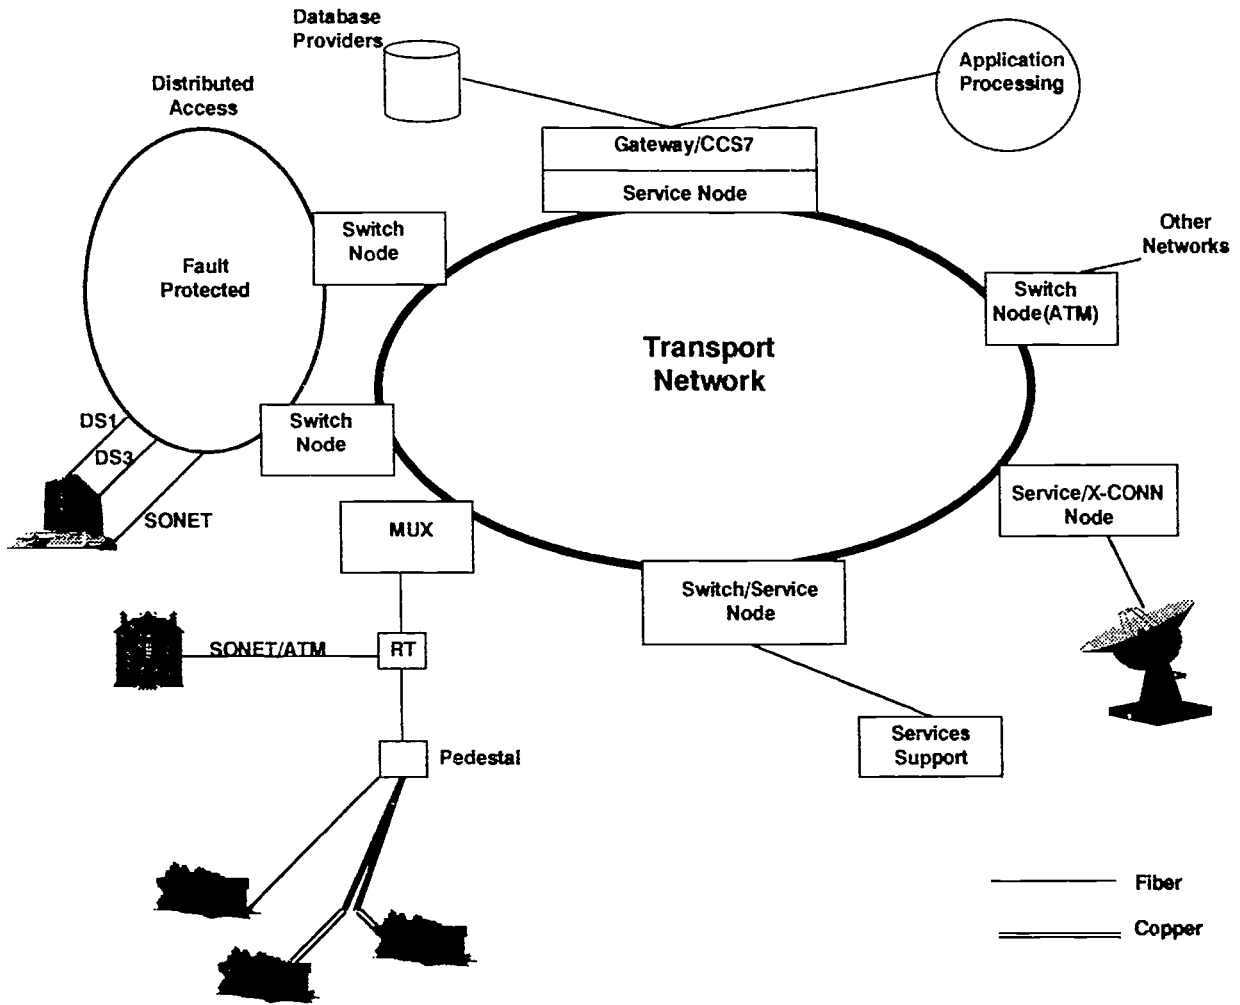 Database
Providers
Application
Processing
Distributed
Access
Gateway/CCS7
Service Node
Switch
Node
Other
Networks
Fault
Protected
Switch
Node(ATM)
Transport
Network
DS1
DS3
SONET
Switch
Node
Service/X-CONN
Node
MUX
Switch/Service
Node
SONET/ATM
RT
Services
Support
Pedestal
Fiber
Copper